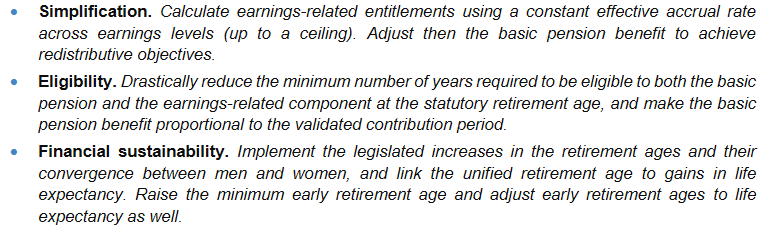 • Simplification. Calculate earnings-related entitlements using a constant effective accrual rate
across earnings levels (up to a ceiling). Adjust then the basic pension benefit to achieve
redistributive objectives.
• Eligibility. Drastically reduce the minimum number of years required to be eligible to both the basic
pension and the earnings-related component at the statutory retirement age, and make the basic
pension benefit proportional to the validated contribution period.
• Financial sustainability. Implement the legislated increases in the retirement ages and their
convergence between men and women, and link the unified retirement age to gains in life
expectancy. Raise the minimum early retirement age and adjust early retirement ages to life
expectancy as well.